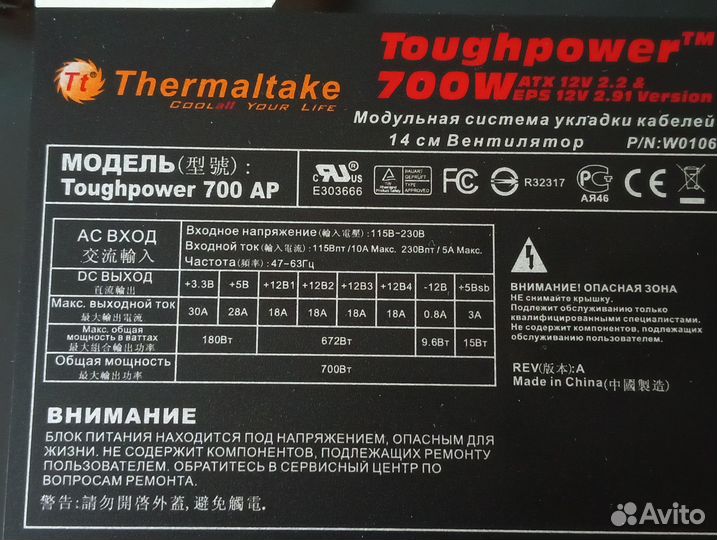 Tt Thermaltake
COOLall YOUR LIFE
Toughpower™
700W ATX 12V 2.2 &
EPS 12V 2.91 Version
Модульная система укладки кабелей
14 см Вентилятор P/N:W0106
МОДЕЛЬ(型號):
Toughpower 700 AP
E303666
R32317
АЯ46
AC ВХОД
交流輸入
Входное напряжение(輸入電壓) :115В-230В
Входной ток(輸入電流) :115Впт/10А Макс. 230Впт/ 5А Макс.
Частота(頻率) :47-63Гц
DC ВЫХОД
直流輸出
+3.3В +5В +12В1 +12В2 +12В3 +12В4 -12В +5Вsb
Макс. выходной ток
最大輸出電流
30А 28А 18А 18А 18А 18А 0.8А 3А
Макс. общая
мощность в ваттах
最大組合輸出功率
180Вт 672Вт 9.6Вт 15Вт
Общая мощность
最大輸出功率
700Вт
ВНИМАНИЕ! ОПАСНАЯ ЗОНА
НЕ снимайте крышку.
Подлежит обслуживанию только
квалифицированными специалистами.
Не содержит компонентов, подлежащих
обслуживанию пользователем.
REV(版本):A
Made in China(中國製造)
ВНИМАНИЕ
БЛОК ПИТАНИЯ НАХОДИТСЯ ПОД НАПРЯЖЕНИЕМ, ОПАСНЫМ ДЛЯ
ЖИЗНИ. НЕ СОДЕРЖИТ КОМПОНЕНТОВ, ПОДЛЕЖАЩИХ РЕМОНТУ
ПОЛЬЗОВАТЕЛЕМ. ОБРАТИТЕСЬ В СЕРВИСНЫЙ ЦЕНТР ПО
ВОПРОСАМ РЕМОНТА.
警告:請勿開啓外蓋,避免觸電.
Avito